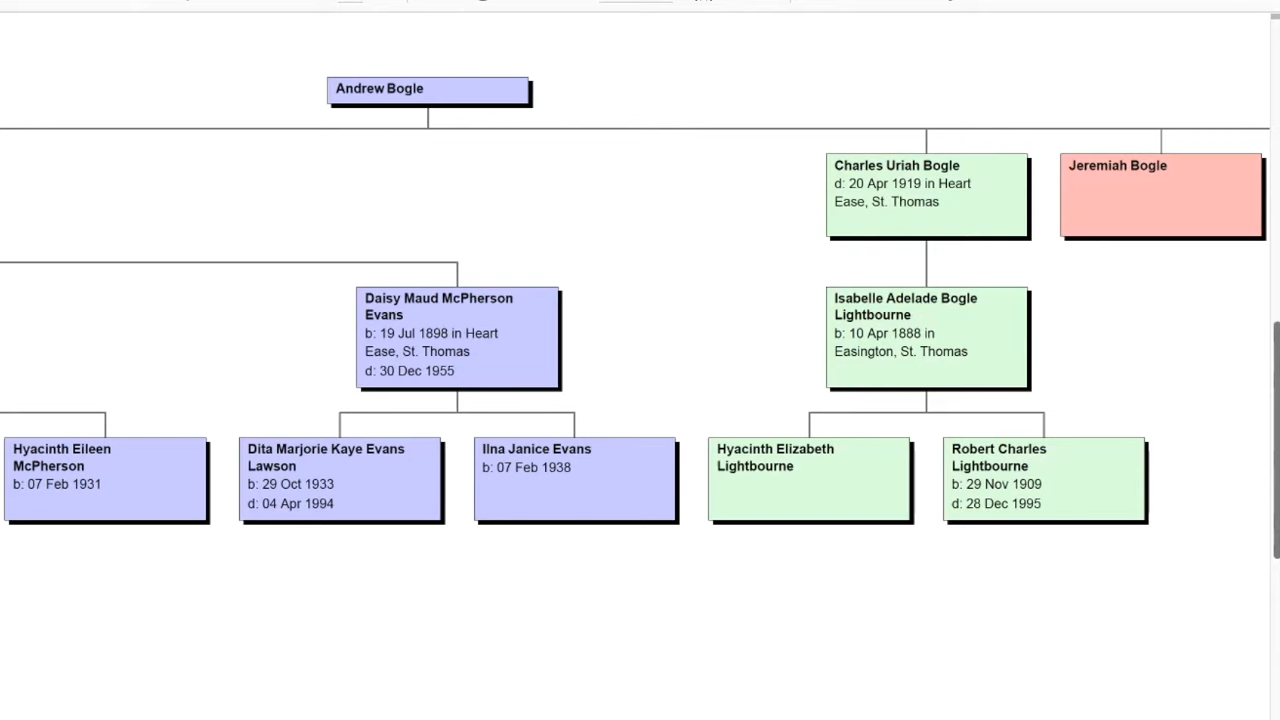 Andrew Bogle
Charles Uriah Bogle
d: 20 Apr 1919 in Heart
Ease, St. Thomas
Jeremiah Bogle
Daisy Maud McPherson
Evans
b: 19 Jul 1898 in Heart
Ease, St. Thomas
d: 30 Dec 1955
Isabelle Adelade Bogle
Lightbourne
b: 10 Apr 1888 in
Easington, St. Thomas
Hyacinth Eileen
McPherson
b: 07 Feb 1931
Dita Marjorie Kaye Evans
Lawson
b: 29 Oct 1933
d: 04 Apr 1994
Ilna Janice Evans
b: 07 Feb 1938
Hyacinth Elizabeth
Lightbourne
Robert Charles
Lightbourne
b: 29 Nov 1909
d: 28 Dec 1995